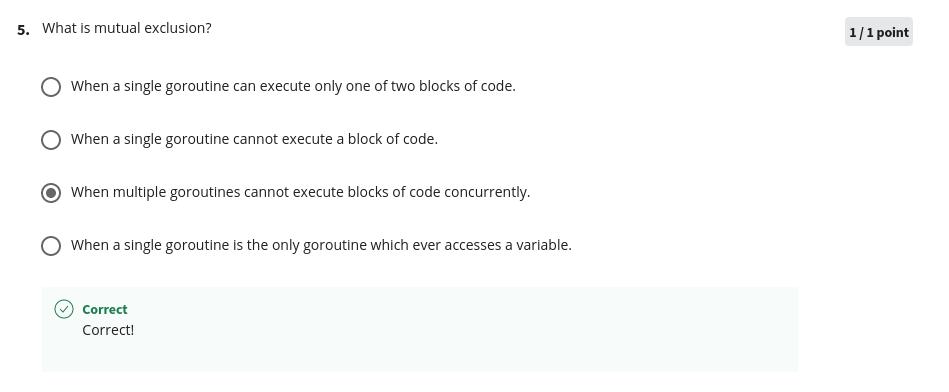 5. What is mutual exclusion?
1 / 1 point
When a single goroutine can execute only one of two blocks of code.
When a single goroutine cannot execute a block of code.
When multiple goroutines cannot execute blocks of code concurrently.
When a single goroutine is the only goroutine which ever accesses a variable.
Correct
Correct!